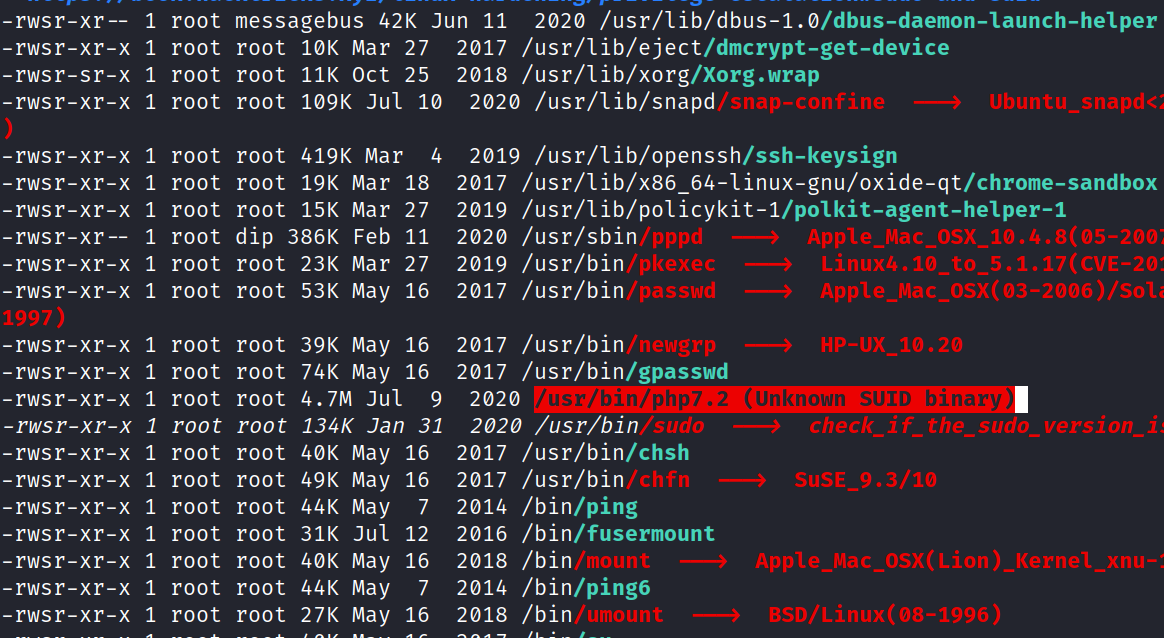 -rwsr-xr-- 1 root messagebus 42K Jun 11  2020 /usr/lib/dbus-1.0/dbus-daemon-launch-helper
-rwsr-xr-x 1 root root 10K Mar 27  2017 /usr/lib/eject/dmcrypt-get-device
-rwsr-sr-x 1 root root 11K Oct 25  2018 /usr/lib/xorg/Xorg.wrap
-rwsr-xr-x 1 root root 109K Jul 10  2020 /usr/lib/snapd/snap-confine  --->  Ubuntu_snapd<2
)
-rwsr-xr-x 1 root root 419K Mar  4  2019 /usr/lib/openssh/ssh-keysign
-rwsr-xr-x 1 root root 19K Mar 18  2017 /usr/lib/x86_64-linux-gnu/oxide-qt/chrome-sandbox
-rwsr-xr-x 1 root root 15K Mar 27  2019 /usr/lib/policykit-1/polkit-agent-helper-1
-rwsr-xr-- 1 root dip 386K Feb 11  2020 /usr/sbin/pppd  --->  Apple_Mac_OSX_10.4.8(05-2007
-rwsr-xr-x 1 root root 23K Mar 27  2019 /usr/bin/pkexec  --->  Linux4.10_to_5.1.17(CVE-201
-rwsr-xr-x 1 root root 53K May 16  2017 /usr/bin/passwd  --->  Apple_Mac_OSX(03-2006)/Sola
1997)
-rwsr-xr-x 1 root root 39K May 16  2017 /usr/bin/newgrp  --->  HP-UX_10.20
-rwsr-xr-x 1 root root 74K May 16  2017 /usr/bin/gpasswd
-rwsr-xr-x 1 root root 4.7M Jul  9  2020 /usr/bin/php7.2 (Unknown SUID binary)
-rwsr-xr-x 1 root root 134K Jan 31  2020 /usr/bin/sudo  --->  check_if_the_sudo_version_is
-rwsr-xr-x 1 root root 40K May 16  2017 /usr/bin/chsh
-rwsr-xr-x 1 root root 49K May 16  2017 /usr/bin/chfn  --->  SuSE_9.3/10
-rwsr-xr-x 1 root root 44K May  7  2014 /bin/ping
-rwsr-xr-x 1 root root 31K Jul 12  2016 /bin/fusermount
-rwsr-xr-x 1 root root 40K May 16  2018 /bin/mount  --->  Apple_Mac_OSX(Lion)_Kernel_xnu-1
-rwsr-xr-x 1 root root 44K May  7  2014 /bin/ping6
-rwsr-xr-x 1 root root 27K May 16  2018 /bin/umount  --->  BSD/Linux(08-1996)